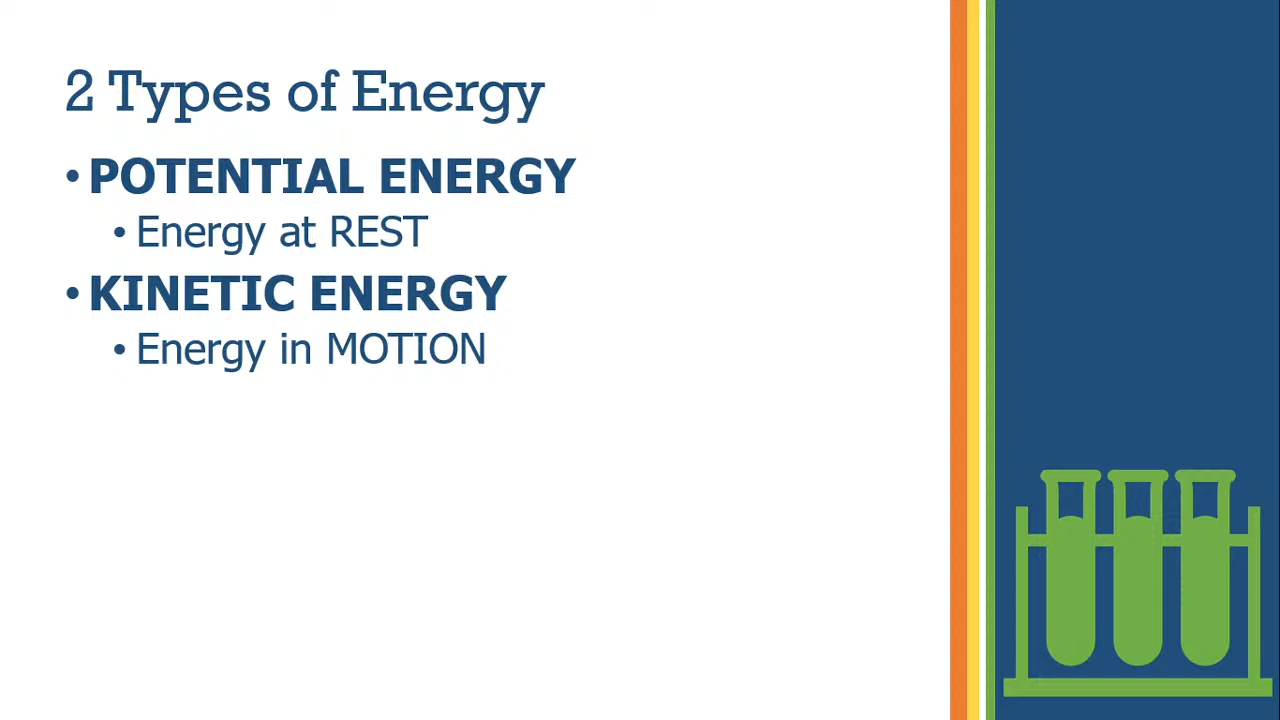 2 Types of Energy
• POTENTIAL ENERGY
• Energy at REST
• KINETIC ENERGY
• Energy in MOTION